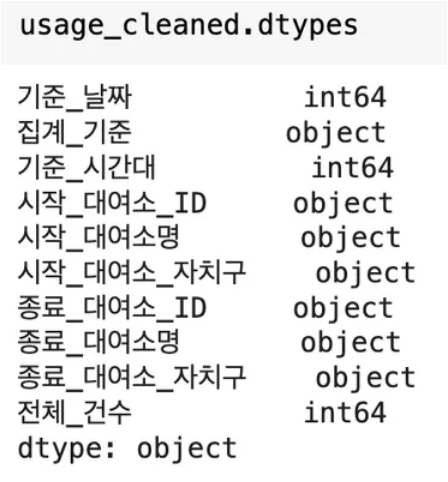 usage_cleaned.dtypes
기준_날짜 int64
집계_기준 object
기준_시간대 int64
시작_대여소_ID object
시작_대여소명 object
시작_대여소_자치구 object
종료_대여소_ID object
종료_대여소명 object
종료_대여소_자치구 object
전체_건수 int64
dtype: object